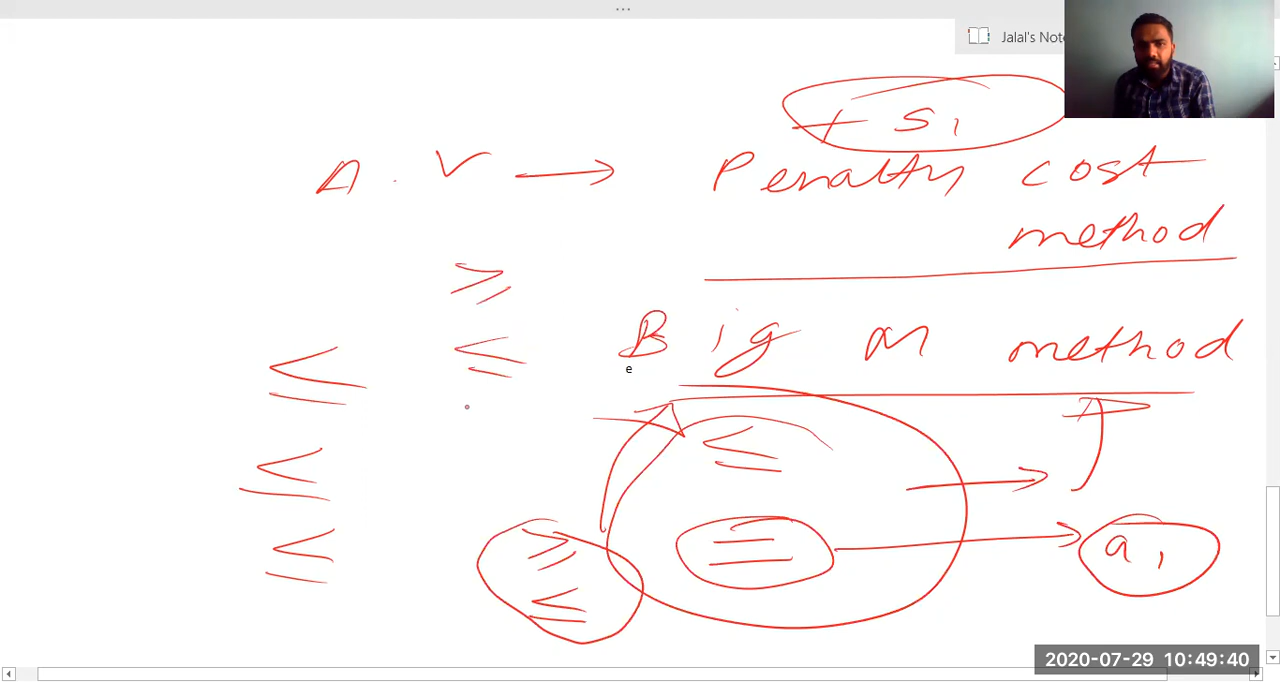 ...
Jalal's Note
+ S1
A.V → Penalty cost
method
≥
≤ ≤ Big M method
e
≤
≤ →
≤ ≥ = → a1
≤
2020-07-29 10:49:40